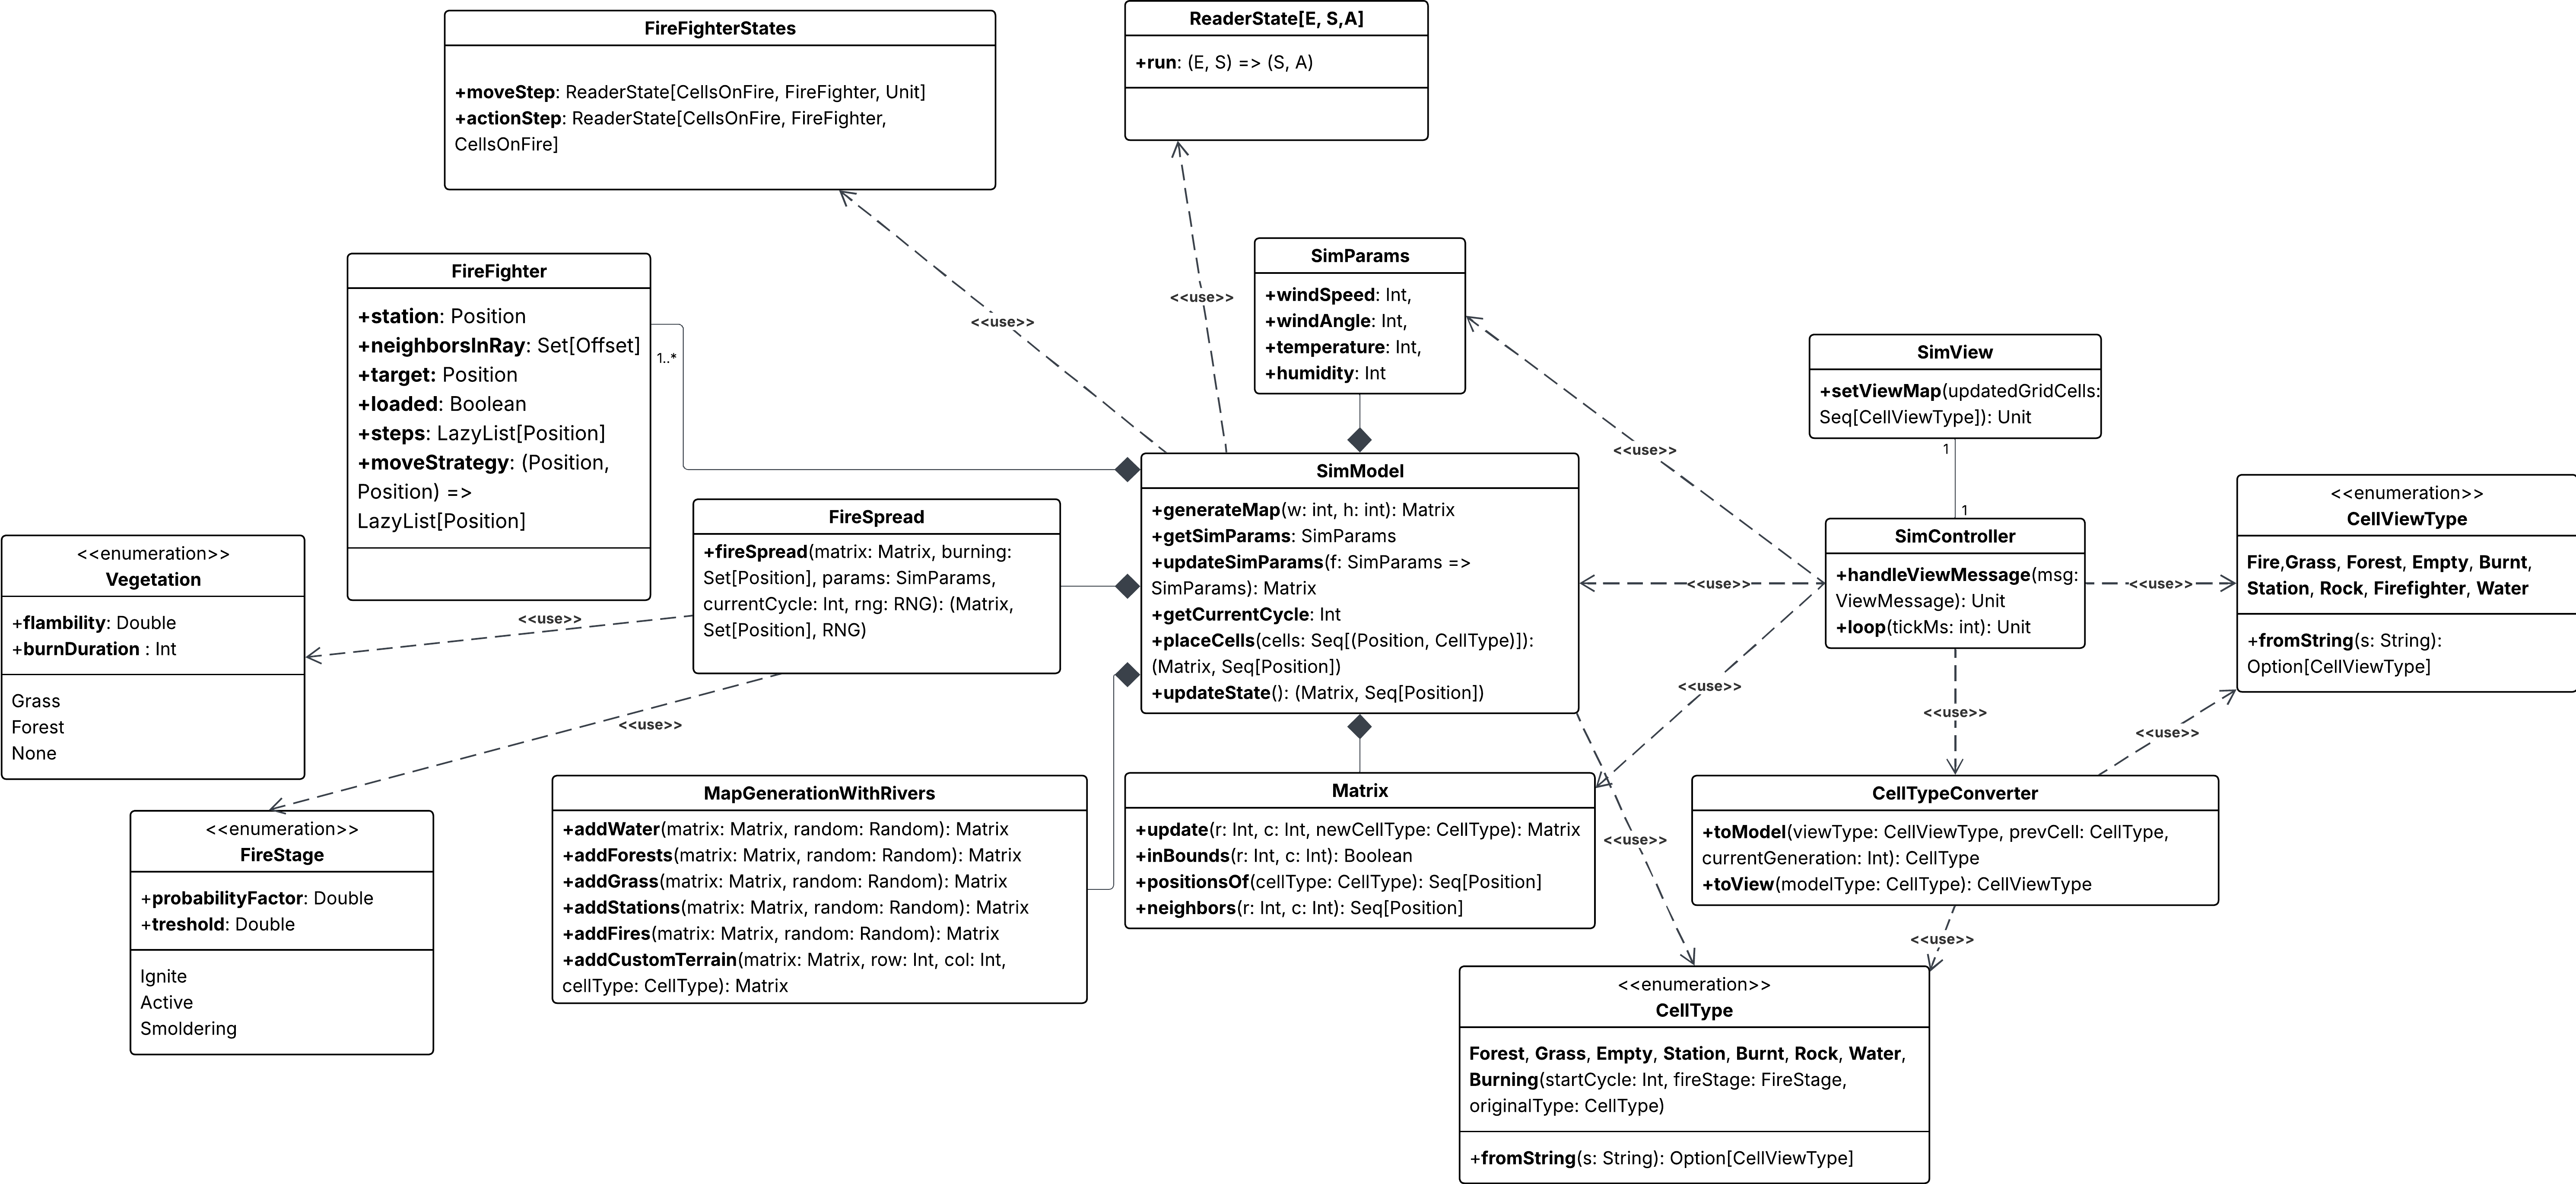 FireFighterStates
+moveStep: ReaderState[CellsOnFire, FireFighter, Unit]
+actionStep: ReaderState[CellsOnFire, FireFighter,
CellsOnFire]
ReaderState[E, S,A]
+run: (E, S) => (S, A)
<<use>>
<<use>>
FireFighter
+station: Position
+neighborsInRay: Set[Offset]
+target: Position
+loaded: Boolean
+steps: LazyList[Position]
+moveStrategy: (Position,
Position) =>
LazyList[Position]
1..*
SimParams
+windSpeed: Int,
+windAngle: Int,
+temperature: Int,
+humidity: Int
<<use>>
SimView
+setViewMap(updatedGridCells:
Seq[CellViewType]): Unit
1
1
<<enumeration>>
Vegetation
+flambility: Double
+burnDuration : Int
Grass
Forest
None
<<use>>
FireSpread
+fireSpread(matrix: Matrix, burning:
Set[Position], params: SimParams,
currentCycle: Int, rng: RNG): (Matrix,
Set[Position], RNG)
<<use>>
SimModel
+generateMap(w: int, h: int): Matrix
+getSimParams: SimParams
+updateSimParams(f: SimParams =>
SimParams): Matrix
+getCurrentCycle: Int
+placeCells(cells: Seq[(Position, CellType)]):
(Matrix, Seq[Position])
+updateState(): (Matrix, Seq[Position])
<<use>>
SimController
+handleViewMessage(msg:
ViewMessage): Unit
+loop(tickMs: int): Unit
<<use>>
<<enumeration>>
CellViewType
Fire,Grass, Forest, Empty, Burnt,
Station, Rock, Firefighter, Water
+fromString(s: String):
Option[CellViewType]
<<use>>
<<use>>
<<use>>
<<enumeration>>
FireStage
+probabilityFactor: Double
+treshold: Double
Ignite
Active
Smoldering
MapGenerationWithRivers
+addWater(matrix: Matrix, random: Random): Matrix
+addForests(matrix: Matrix, random: Random): Matrix
+addGrass(matrix: Matrix, random: Random): Matrix
+addStations(matrix: Matrix, random: Random): Matrix
+addFires(matrix: Matrix, random: Random): Matrix
+addCustomTerrain(matrix: Matrix, row: Int, col: Int,
cellType: CellType): Matrix
Matrix
+update(r: Int, c: Int, newCellType: CellType): Matrix
+inBounds(r: Int, c: Int): Boolean
+positionsOf(cellType: CellType): Seq[Position]
+neighbors(r: Int, c: Int): Seq[Position]
<<use>>
CellTypeConverter
+toModel(viewType: CellViewType, prevCell: CellType,
currentGeneration: Int): CellType
+toView(modelType: CellType): CellViewType
<<use>>
<<enumeration>>
CellType
Forest, Grass, Empty, Station, Burnt, Rock, Water,
Burning(startCycle: Int, fireStage: FireStage,
originalType: CellType)
+fromString(s: String): Option[CellViewType]